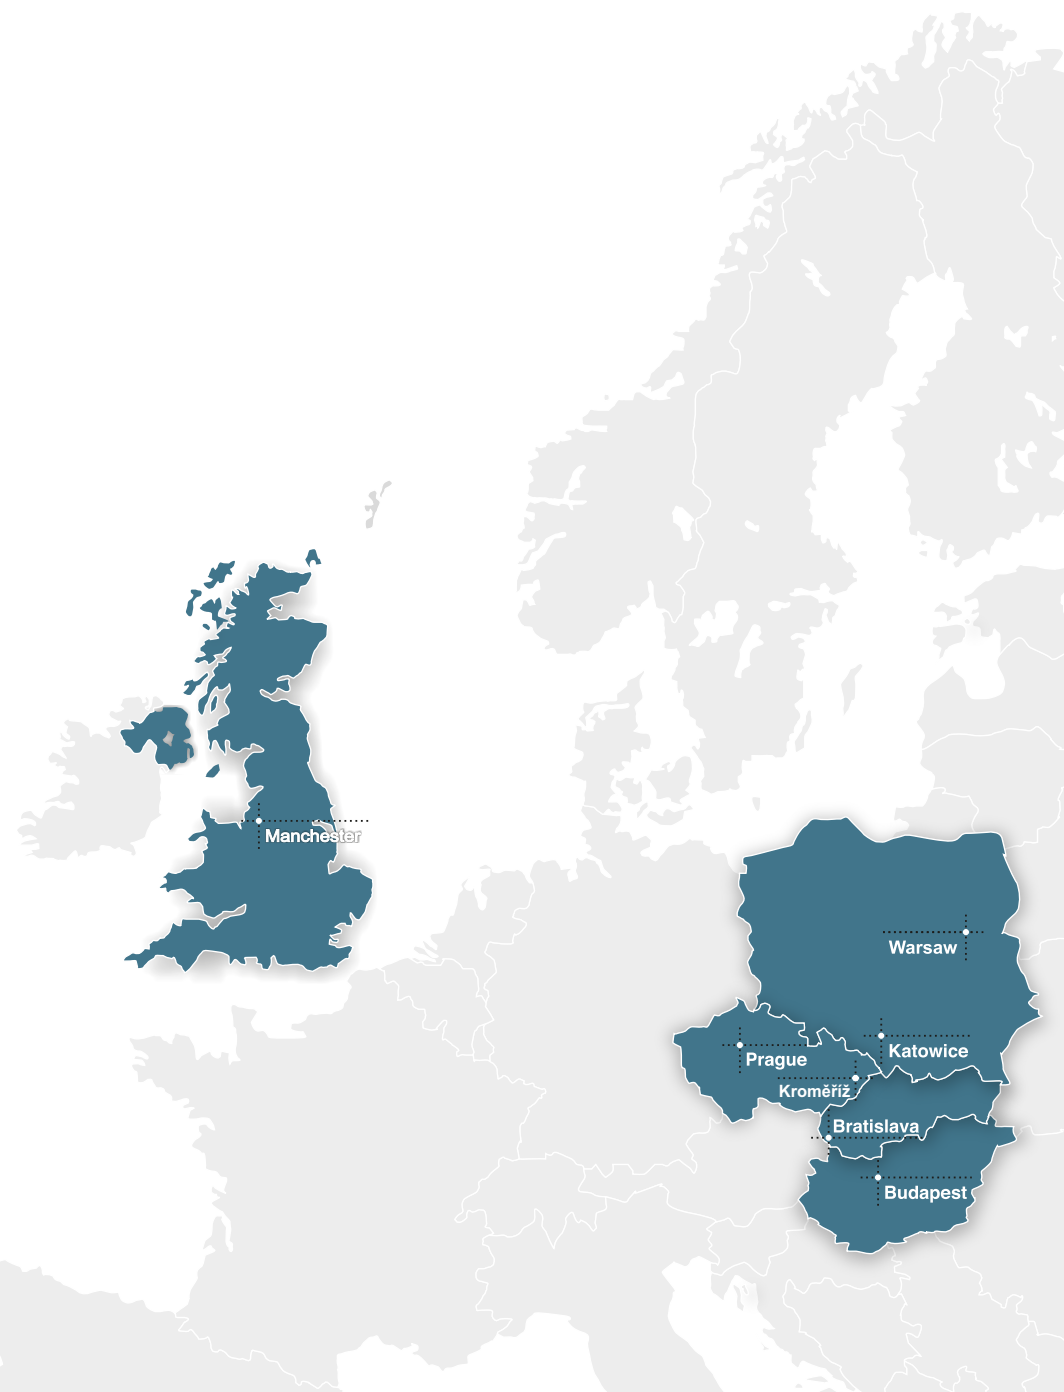 Manchester
Warsaw
Katowice
Prague
Kroměříž
Bratislava
Budapest